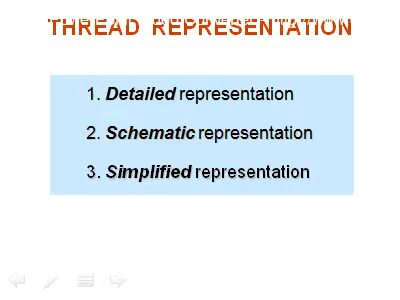 THREAD REPRESENTATION
1. Detailed representation
2. Schematic representation
3. Simplified representation